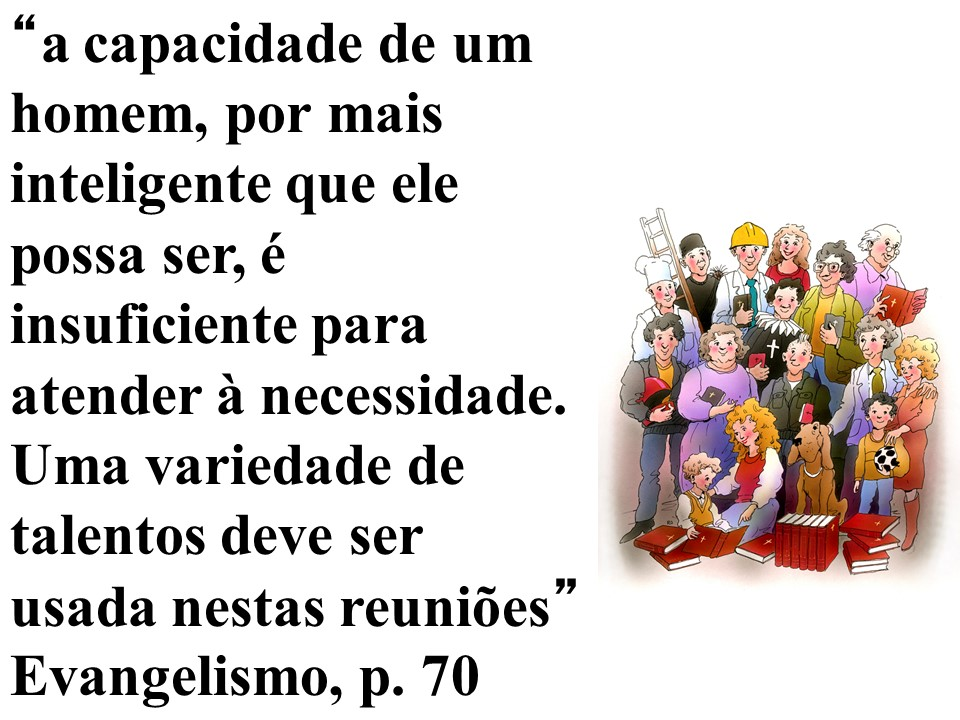 “a capacidade de um
homem, por mais
inteligente que ele
possa ser, é
insuficiente para
atender à necessidade.
Uma variedade de
talentos deve ser
usada nestas reuniões”
Evangelismo, p. 70